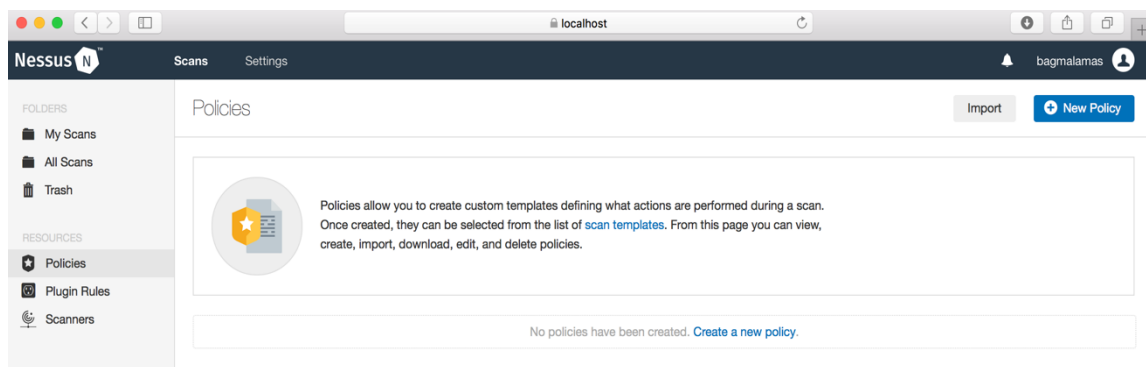 localhost
Nessus N ™
Scans Settings
bagmalamas
FOLDERS
My Scans
All Scans
Trash
RESOURCES
Policies
Plugin Rules
Scanners
Policies
Import
New Policy
Policies allow you to create custom templates defining what actions are performed during a scan.
Once created, they can be selected from the list of scan templates. From this page you can view,
create, import, download, edit, and delete policies.
No policies have been created. Create a new policy.